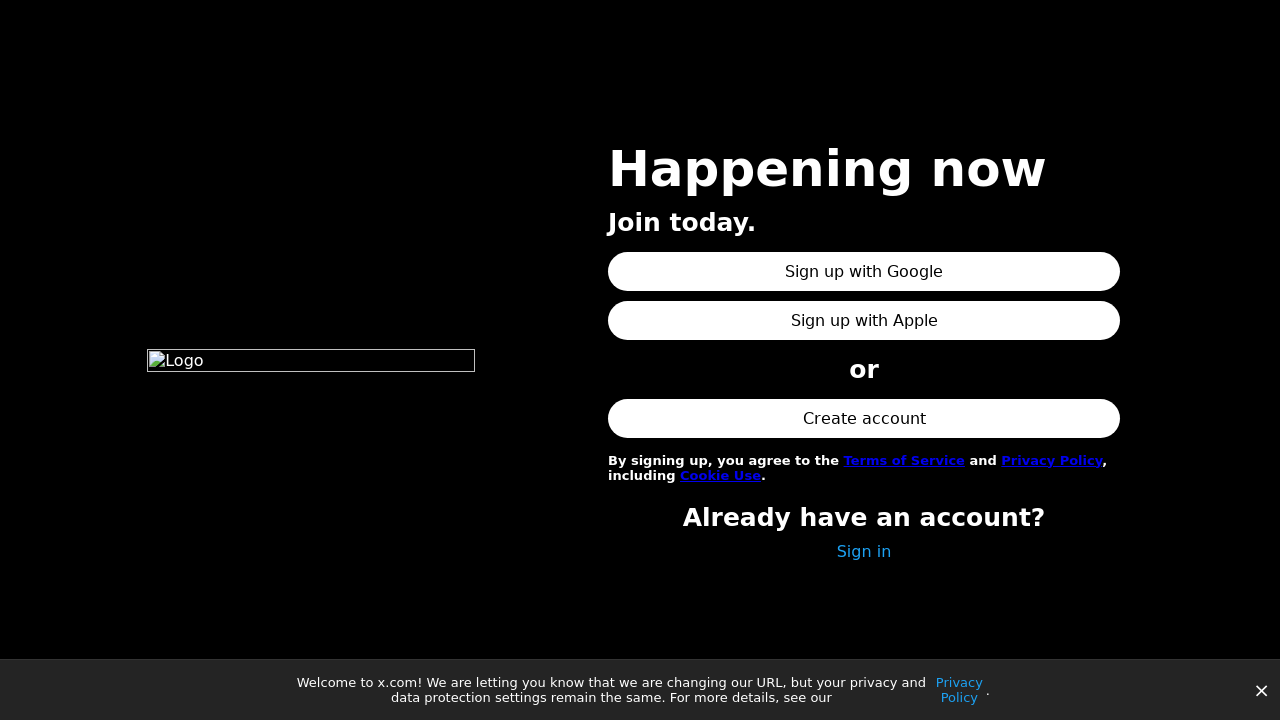 Happening now
Join today.
Sign up with Google
Sign up with Apple
Logo
or
Create account
By signing up, you agree to the Terms of Service and Privacy Policy,
including Cookie Use.
Already have an account?
Sign in
Welcome to x.com! We are letting you know that we are changing our URL, but your privacy and
data protection settings remain the same. For more details, see our
Privacy
Policy
.
×